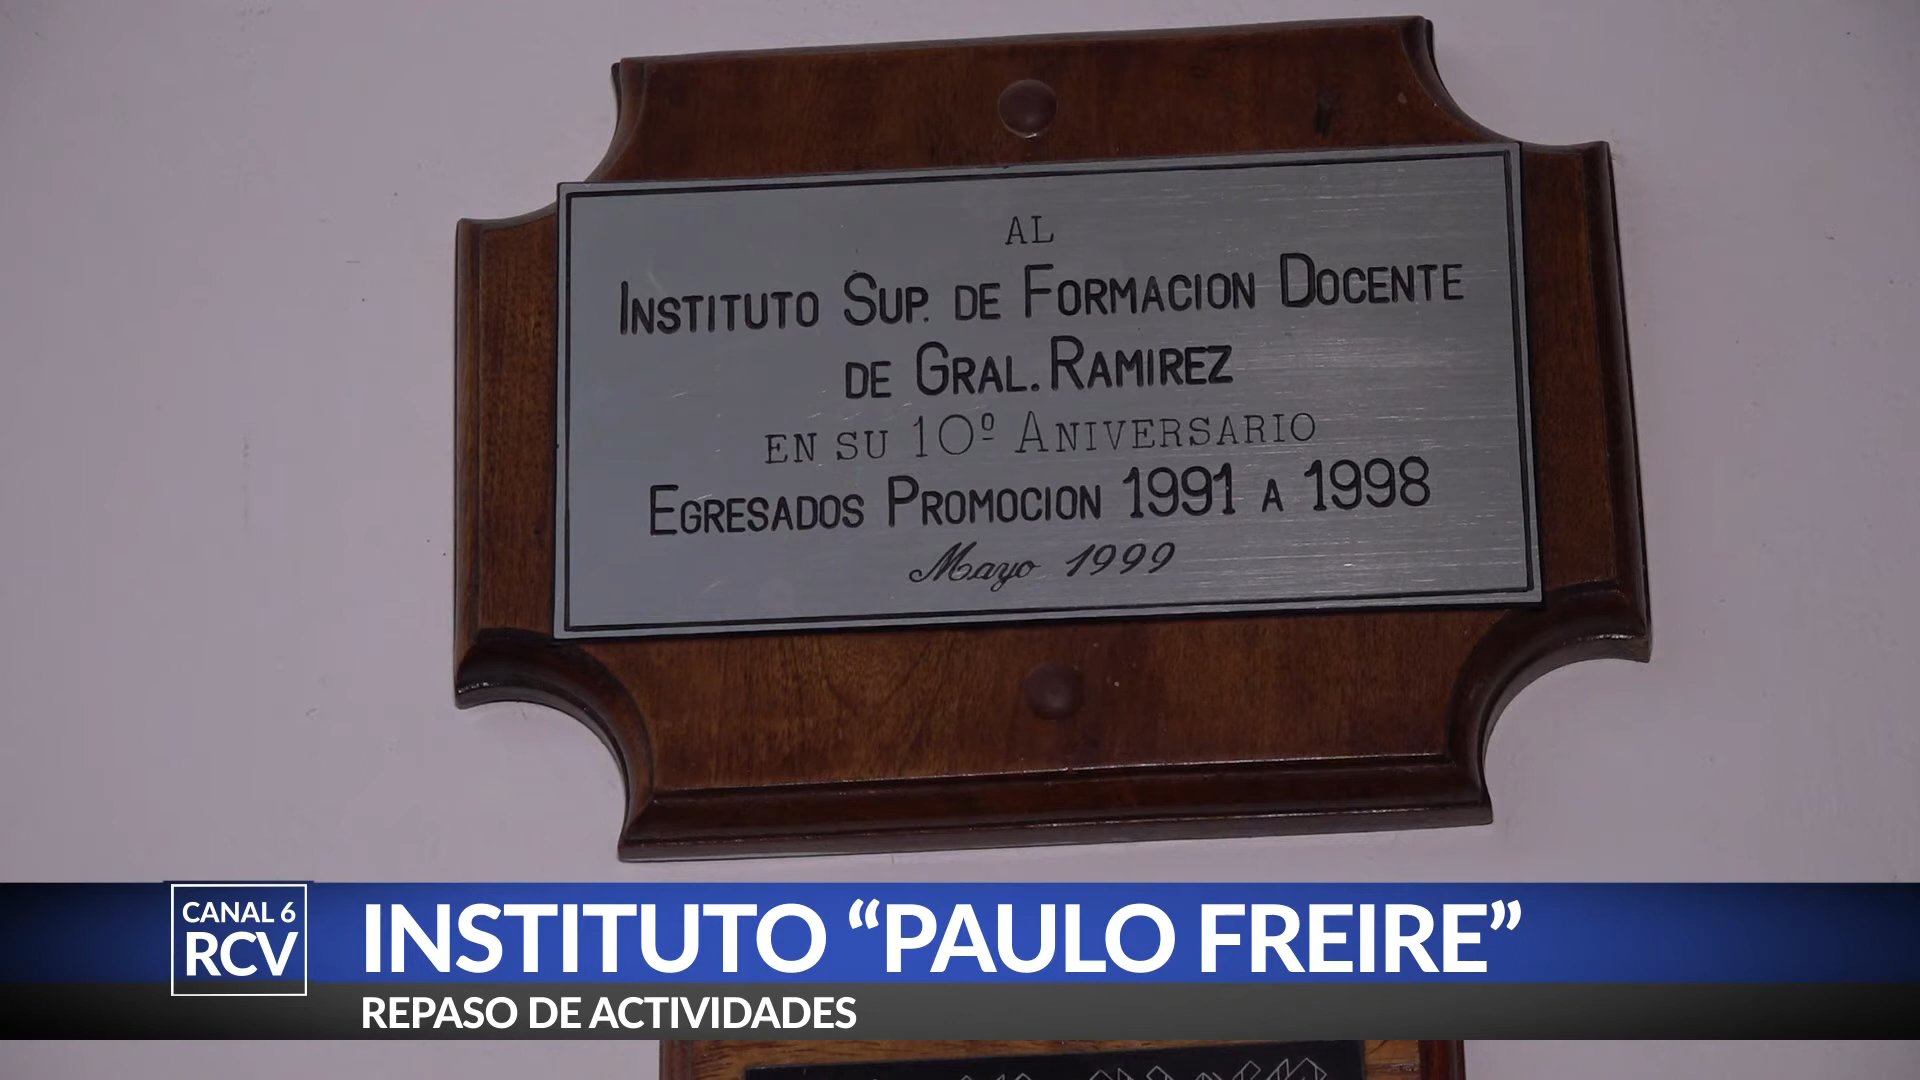 AL
INSTITUTO SUP. DE FORMACION DOCENTE
DE GRAL. RAMIREZ
EN SU 10º ANIVERSARIO
EGRESADOS PROMOCION 1991 A 1998
Mayo 1999
CANAL 6
RCV
INSTITUTO “PAULO FREIRE”
REPASO DE ACTIVIDADES